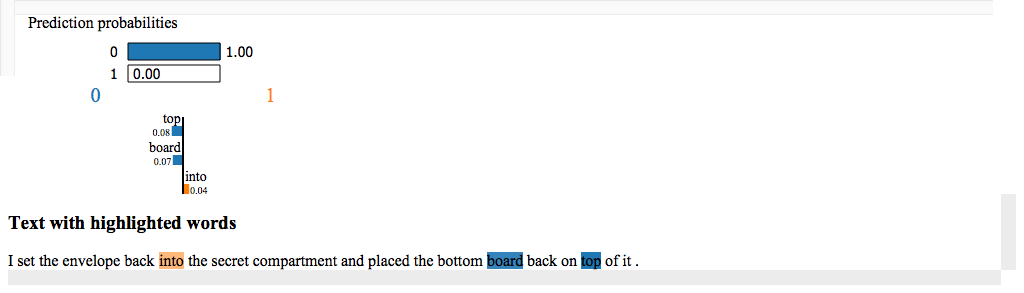 Prediction probabilities
0 1.00
1 0.00
0 1
top
0.08
board
0.07
into
0.04
Text with highlighted words
I set the envelope back into the secret compartment and placed the bottom board back on top of it .